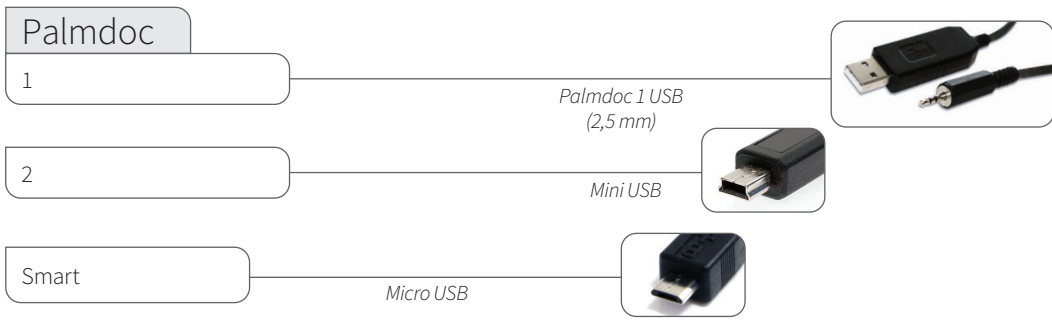 Palmdoc
1
Palmdoc 1 USB
(2,5 mm)
2
Mini USB
Smart
Micro USB